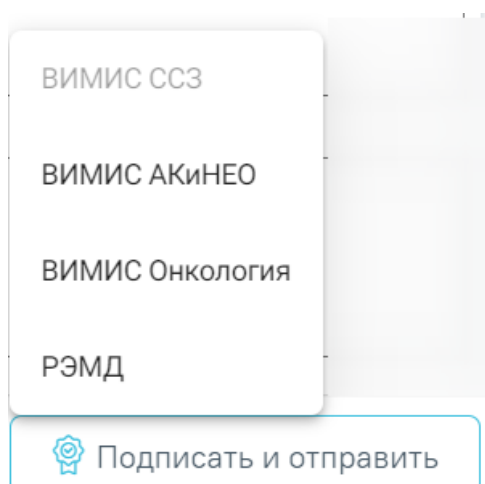 ВИМИС ССЗ
ВИМИС АКиНЕО
ВИМИС Онкология
РЭМД
Подписать и отправить